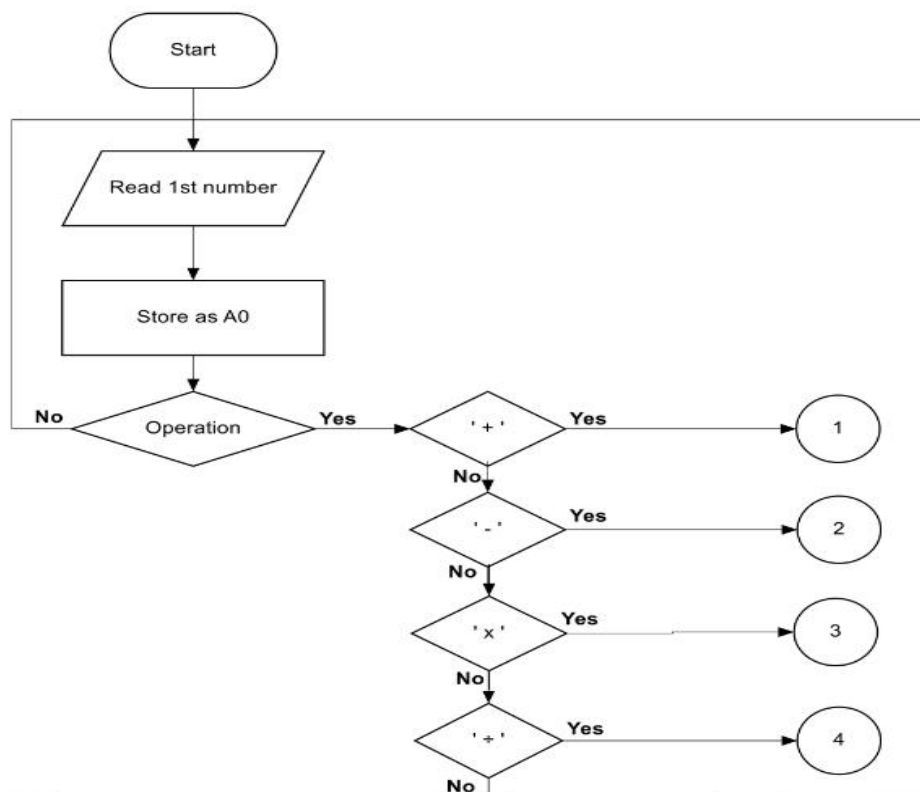 Start
Read 1st number
Store as A0
No
Operation
Yes
' + '
Yes
1
No
' - '
Yes
2
No
' x '
Yes
3
No
' ÷ '
Yes
4
No